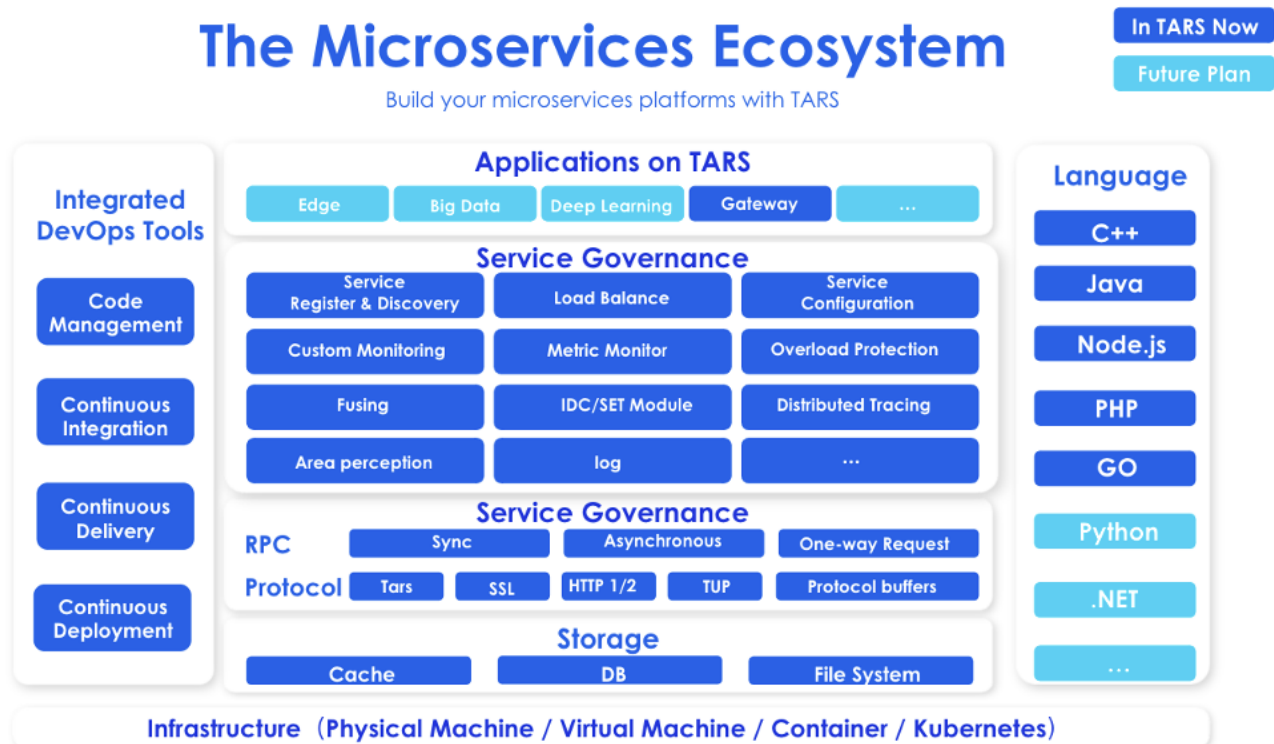 The Microservices Ecosystem
Build your microservices platforms with TARS
In TARS Now
Future Plan
Integrated
DevOps Tools
Code
Management
Continuous
Integration
Continuous
Delivery
Continuous
Deployment
Applications on TARS
Edge
Big Data
Deep Learning
Gateway
...
Service Governance
Service
Register & Discovery
Load Balance
Service
Configuration
Custom Monitoring
Metric Monitor
Overload Protection
Fusing
IDC/SET Module
Distributed Tracing
Area perception
log
...
Service Governance
RPC
Sync
Asynchronous
One-way Request
Protocol
Tars
SSL
HTTP 1/2
TUP
Protocol buffers
Storage
Cache
DB
File System
Language
C++
Java
Node.js
PHP
GO
Python
.NET
...
Infrastructure（Physical Machine / Virtual Machine / Container / Kubernetes）